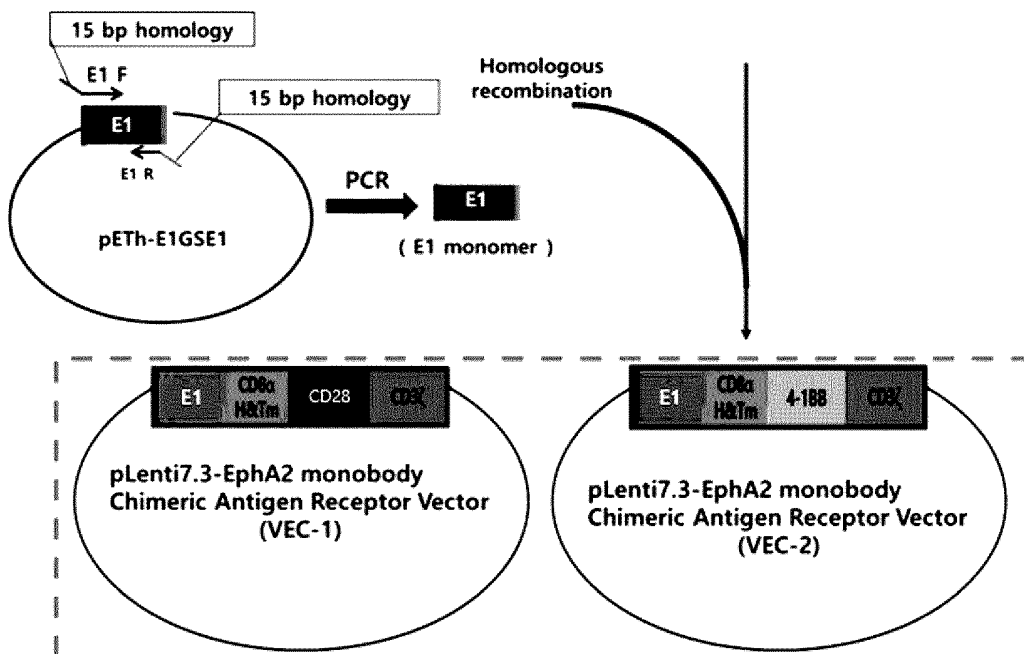 15 bp homology
E1 F
15 bp homology
E1
E1 R
pETh-E1GSE1
PCR
E1
( E1 monomer )
Homologous
recombination
E1
CD8α
H&Tm
CD28
CD3ζ
pLenti7.3-EphA2 monobody
Chimeric Antigen Receptor Vector
(VEC-1)
E1
CD8α
H&Tm
4-1BB
CD3ζ
pLenti7.3-EphA2 monobody
Chimeric Antigen Receptor Vector
(VEC-2)